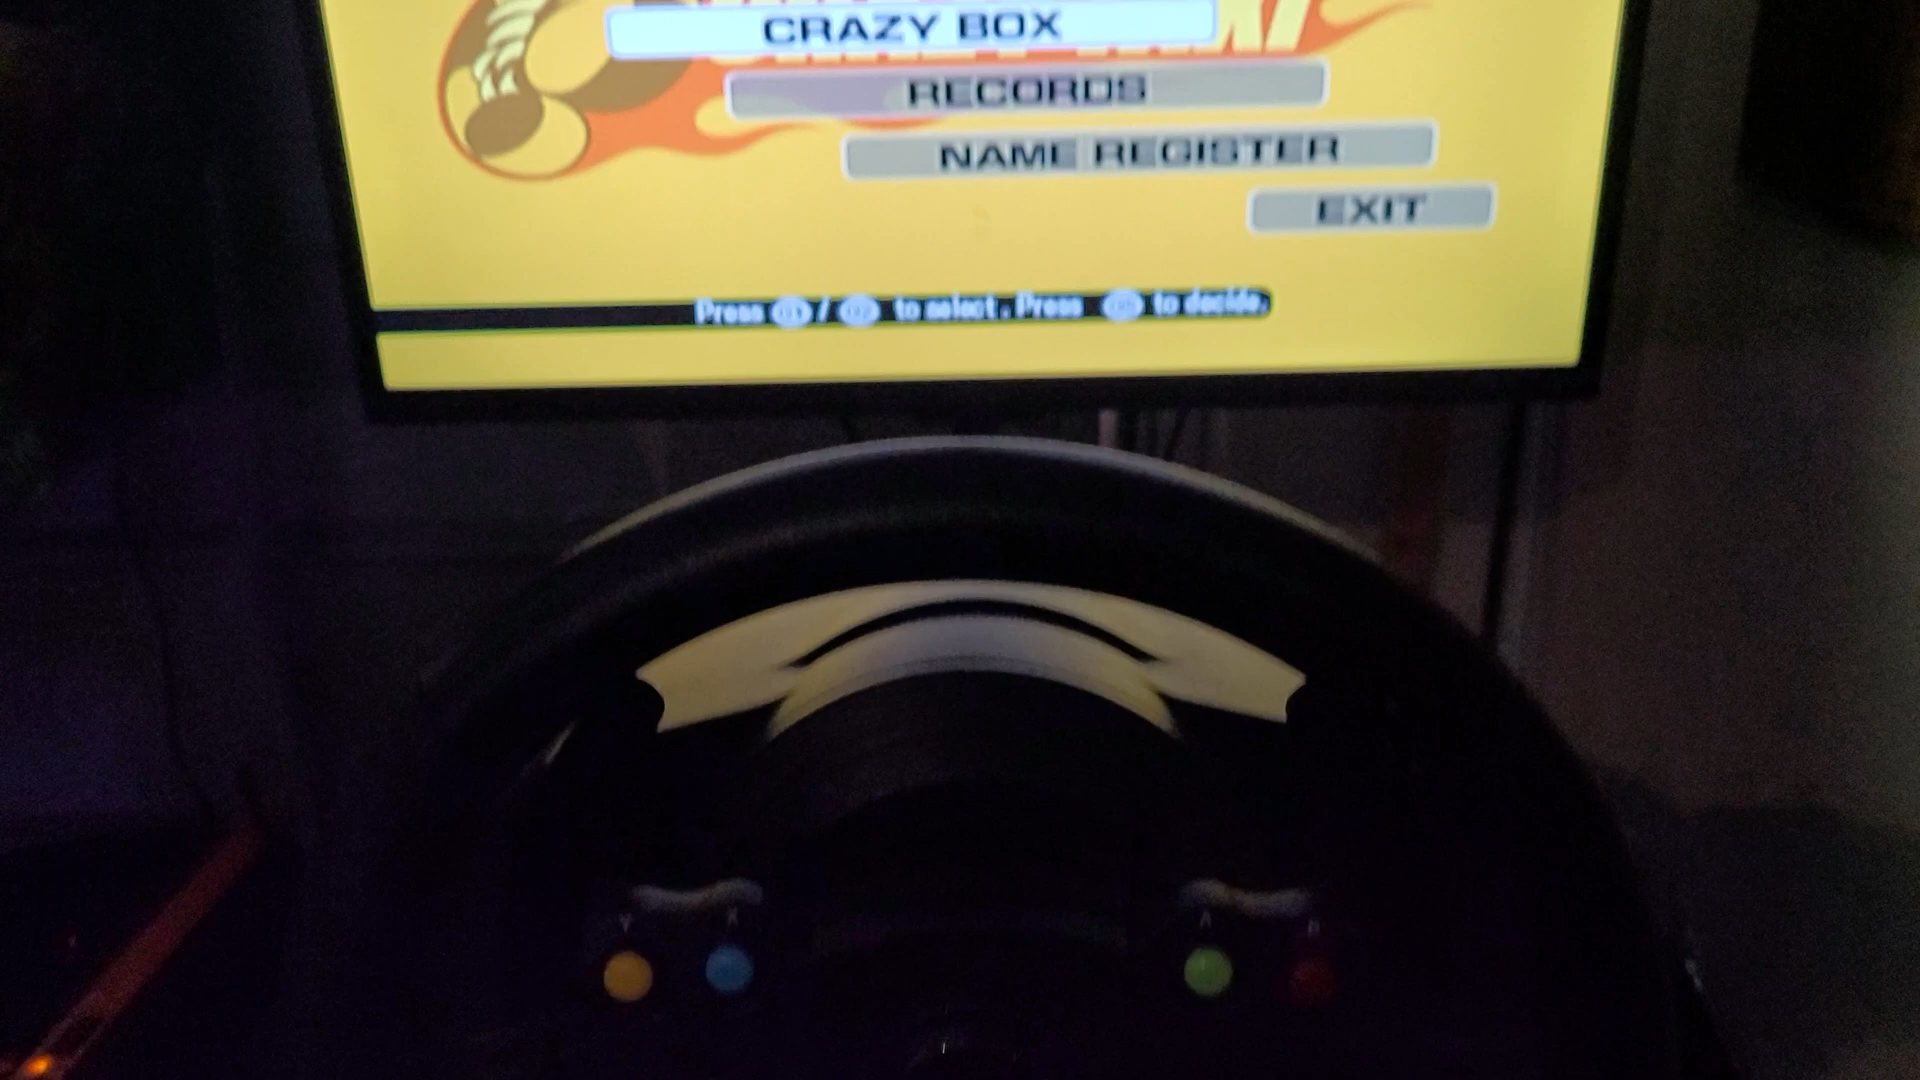 CRAZY BOX
RECORDS
NAME REGISTER
EXIT
Press / to select. Press to decide.
Y X A B